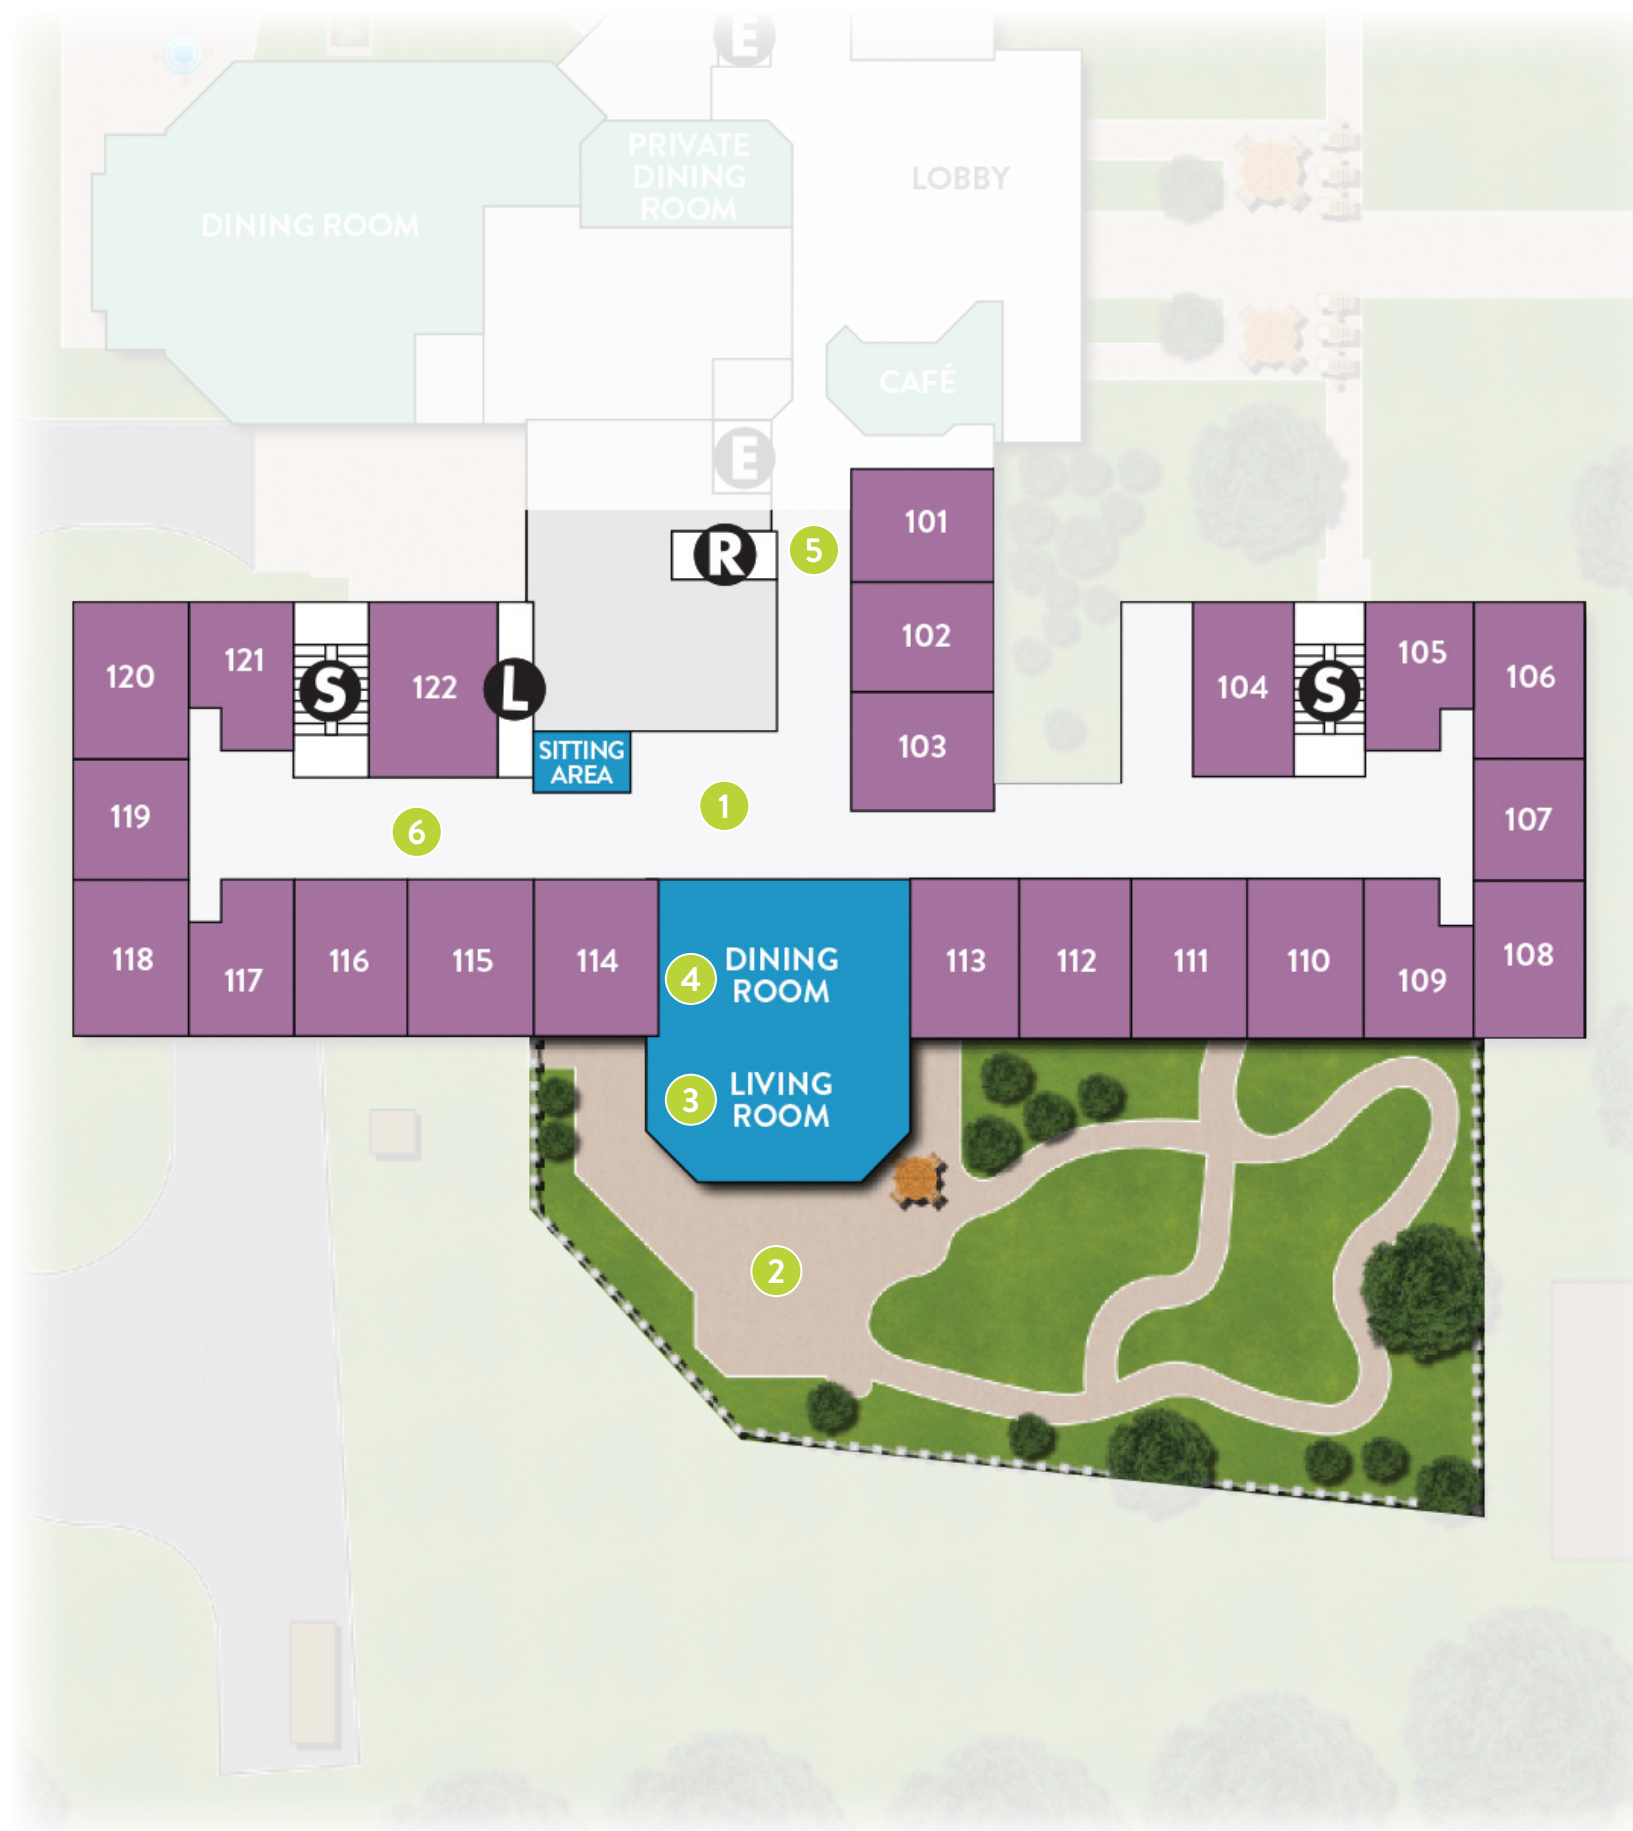 E
PRIVATE
DINING
ROOM
LOBBY
DINING ROOM
CAFÉ
E
101
R
5
102
103
120
121
S
122
L
SITTING
AREA
104
S
105
106
119
6
1
107
118
117
116
115
114
4
DINING
ROOM
113
112
111
110
109
108
3
LIVING
ROOM
2